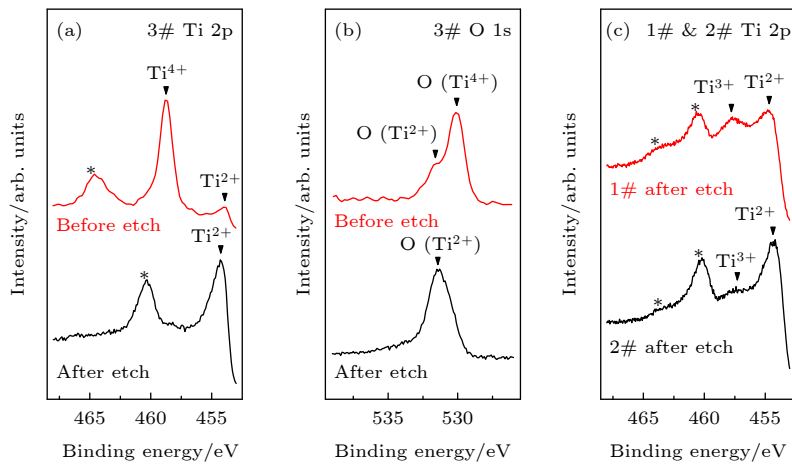 (a) 3# Ti 2p
Ti⁴⁺
*
Ti²⁺
Before etch
Ti²⁺
*
After etch
465 460 455
Binding energy/eV
Intensity/arb. units
(b) 3# O 1s
O (Ti⁴⁺)
O (Ti²⁺)
Before etch
O (Ti²⁺)
After etch
535 530
Binding energy/eV
Intensity/arb. units
(c) 1# & 2# Ti 2p
Ti³⁺ Ti²⁺
* *
1# after etch
Ti²⁺
* Ti³⁺
*
2# after etch
465 460 455
Binding energy/eV
Intensity/arb. units